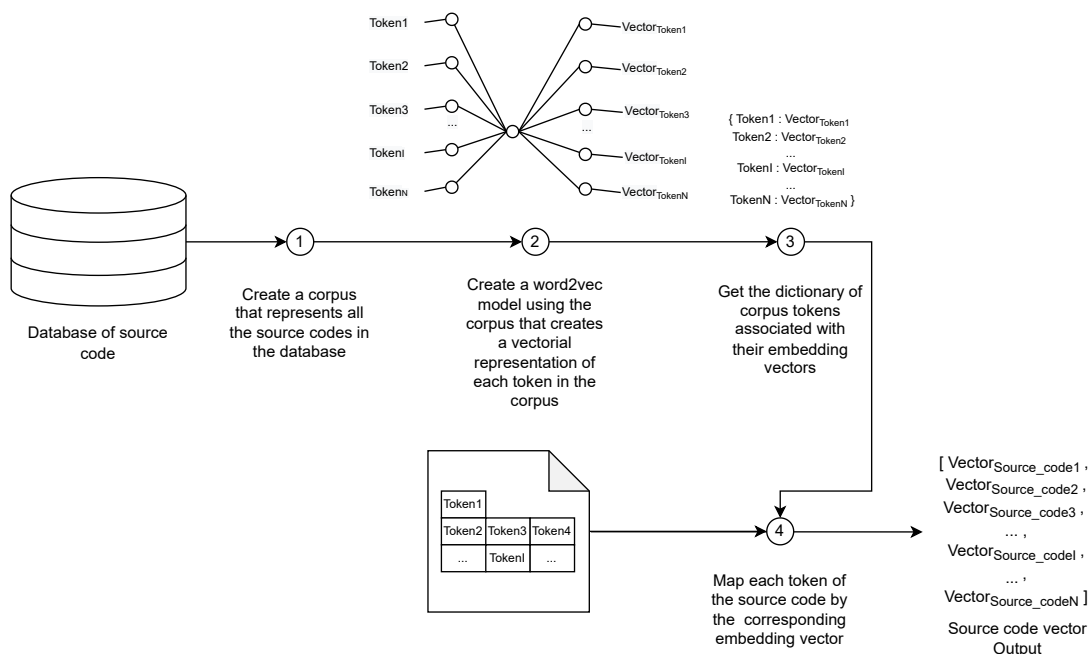 Token1
Token2
Token3
...
TokenI
TokenN
VectorToken1
VectorToken2
VectorToken3
...
VectorTokenI
VectorTokenN
{ Token1 : VectorToken1
Token2 : VectorToken2
...
TokenI : VectorTokenI
...
TokenN : VectorTokenN }
Database of source
code
1
Create a corpus
that represents all
the source codes in
the database
2
Create a word2vec
model using the
corpus that creates
a vectorial
representation of
each token in the
corpus
3
Get the dictionary of
corpus tokens
associated with
their embedding
vectors
Token1
Token2 Token3 Token4
... TokenI ...
4
Map each token of
the source code by
the corresponding
embedding vector
[ VectorSource_code1 ,
VectorSource_code2 ,
VectorSource_code3 ,
... ,
VectorSource_codeI ,
... ,
VectorSource_codeN ]
Source code vector
Output